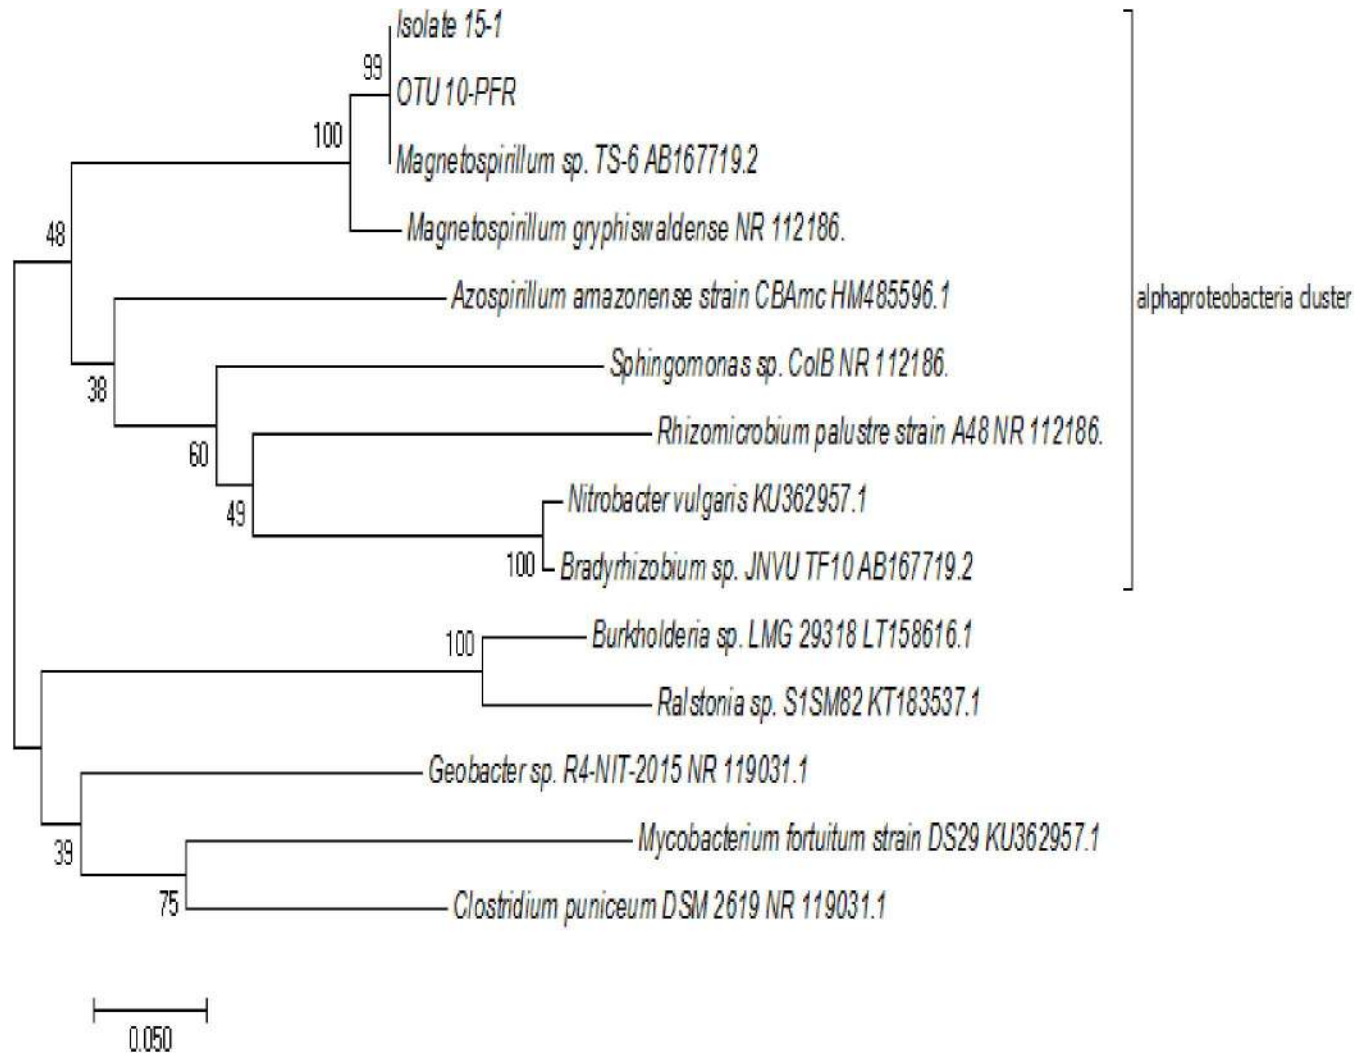 Isolate 15-1
99
OTU 10-PFR
100
Magnetospirillum sp. TS-6 AB167719.2
48
Magnetospirillum gryphiswaldense NR 112186.
Azospirillum amazonense strain CBAmc HM485596.1
alphaproteobacteria cluster
38
Sphingomonas sp. ColB NR 112186.
Rhizomicrobium palustre strain A48 NR 112186.
60
49
Nitrobacter vulgaris KU362957.1
100
Bradyrhizobium sp. JNVU TF10 AB167719.2
100
Burkholderia sp. LMG 29318 LT158616.1
Ralstonia sp. S1SM82 KT183537.1
Geobacter sp. R4-NIT-2015 NR 119031.1
39
Mycobacterium fortuitum strain DS29 KU362957.1
75
Clostridium puniceum DSM 2619 NR 119031.1
0.050